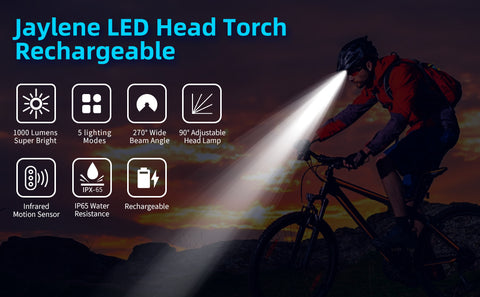 Jaylene LED Head Torch
Rechargeable
1000 Lumens
Super Bright
5 lighting
Modes
270° Wide
Beam Angle
90° Adjustable
Head Lamp
IPX-65
Infrared
Motion Sensor
IP65 Water
Resistance
Rechargeable